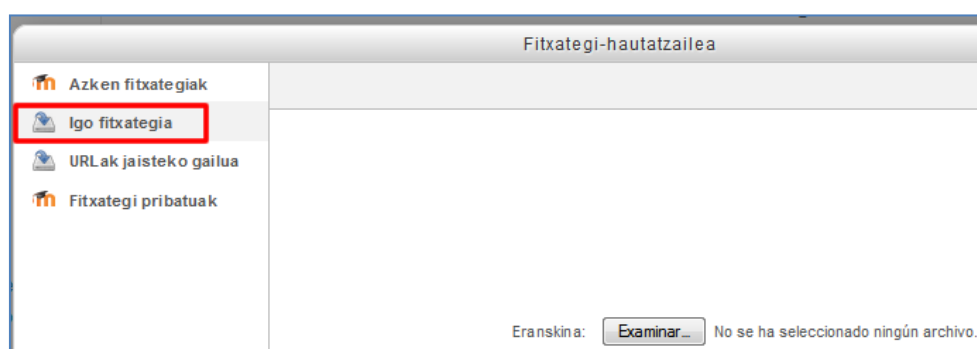 Fitxategi-hautatzailea
Azken fitxategiak
Igo fitxategia
URLak jaisteko gailua
Fitxategi pribatuak
Eranskina: Examinar... No se ha seleccionado ningún archivo.